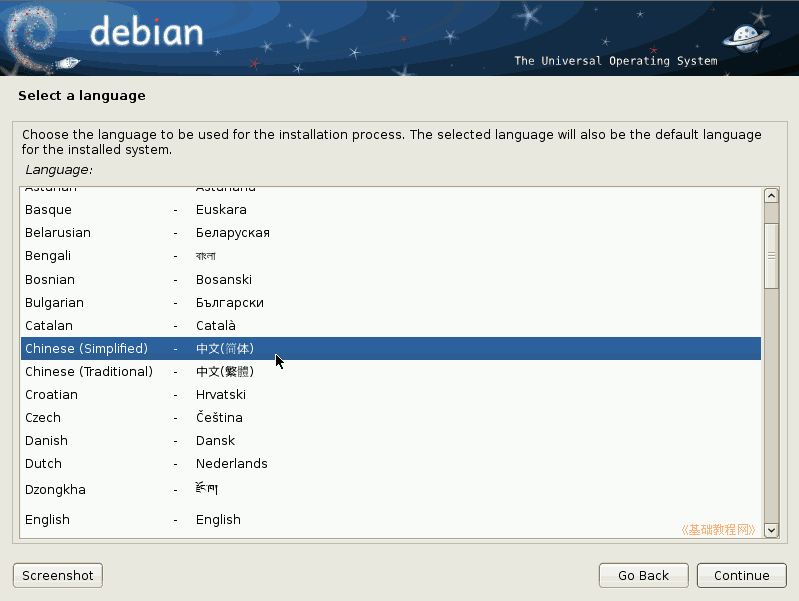 debian
The Universal Operating System
Select a language
Choose the language to be used for the installation process. The selected language will also be the default language
for the installed system.
Language:
Asturian Asturianu
Basque - Euskara
Belarusian - Беларуская
Bengali - বাংলা
Bosnian - Bosanski
Bulgarian - Български
Catalan - Català
Chinese (Simplified) - 中文(简体)
Chinese (Traditional) - 中文(繁體)
Croatian - Hrvatski
Czech - Čeština
Danish - Dansk
Dutch - Nederlands
Dzongkha - རྫོང་ཁ།
English - English
《基础教程网》
Screenshot
Go Back
Continue